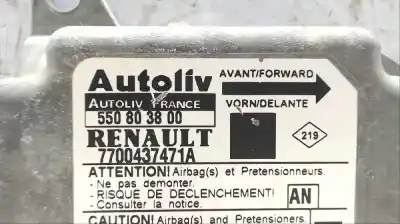 Autoliv
AVANT/FORWARD
AUTOLIV FRANCE
VORN/DELANTE
550 80 38 00
RENAULT
219
7700437471A
ATTENTION! Airbag(s) et Pretensionneurs.
- Ne pas demonter.
- RISQUE DE DECLENCHEMENT!
- Consulter la notice.
AN
CAUTION! Airbag(s) and Pretensioners.